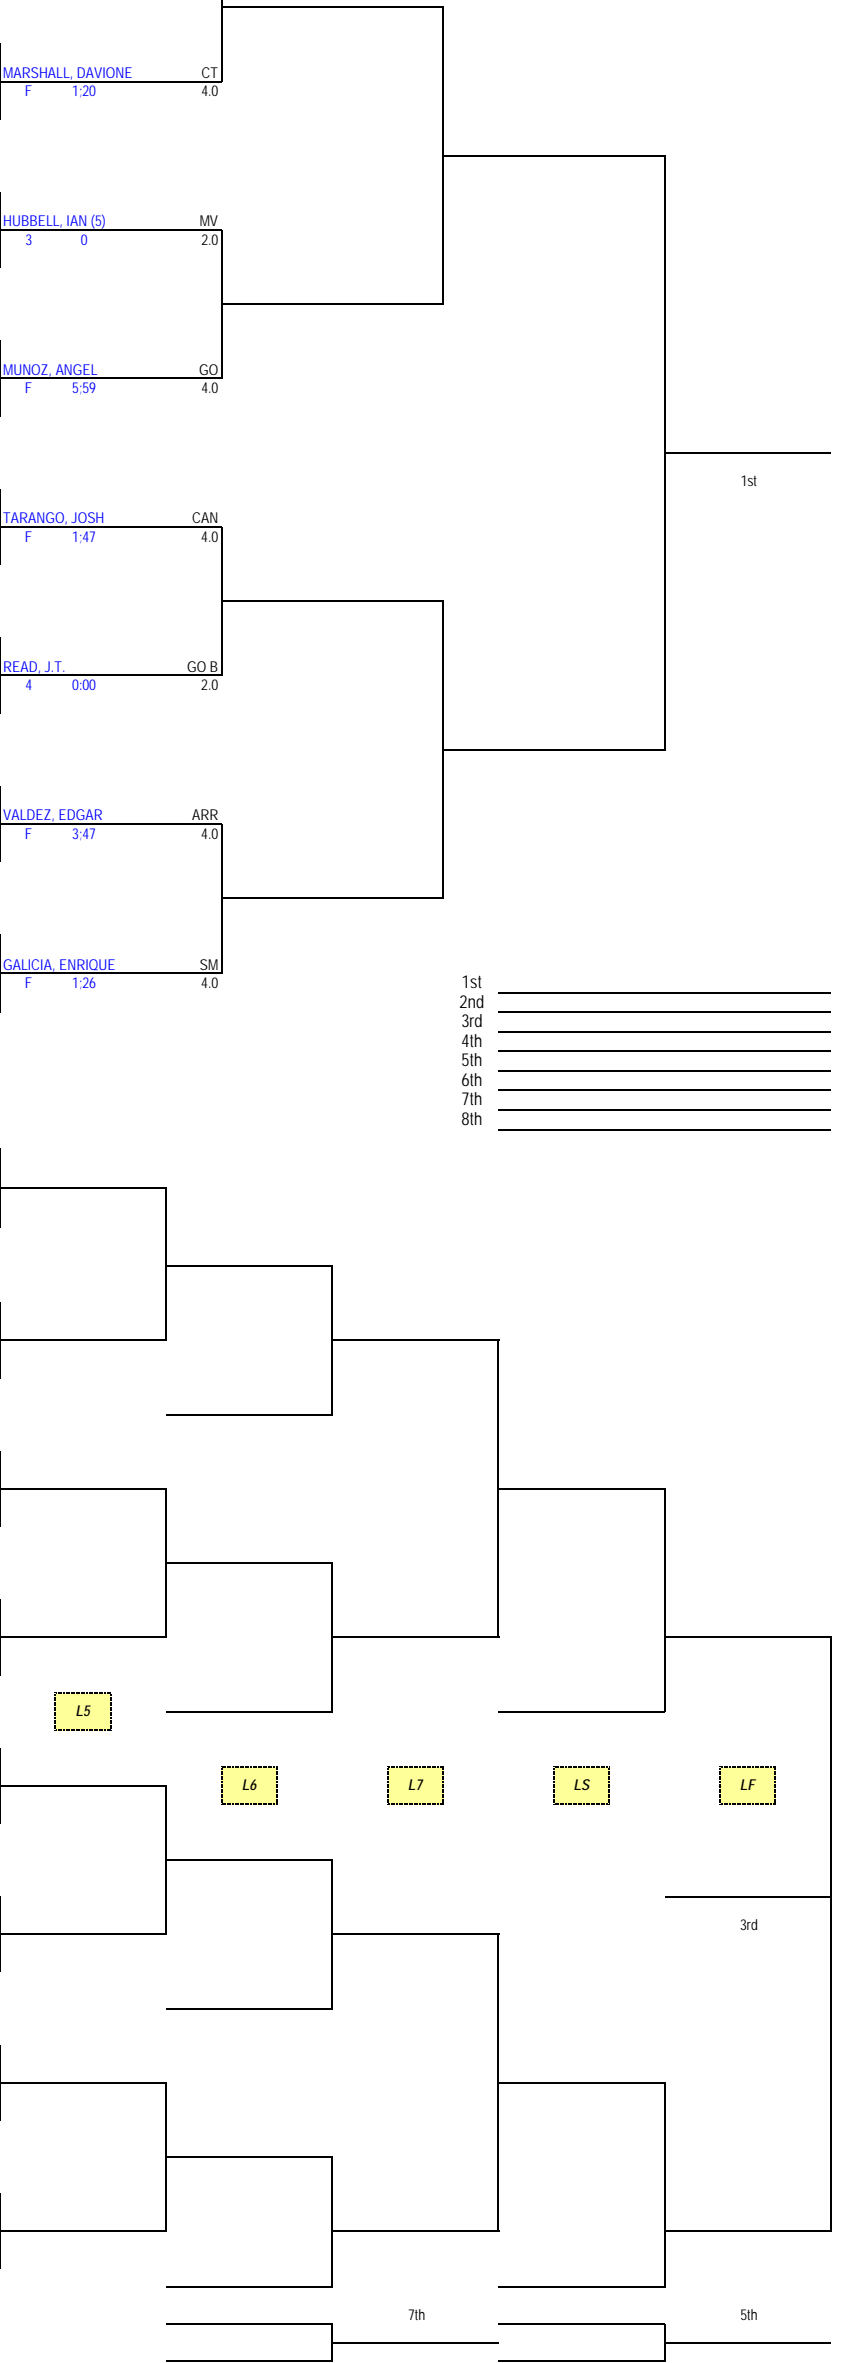 MARSHALL, DAVIONE CT
F 1;20 4.0
HUBBELL, IAN (5) MV
3 0 2.0
MUNOZ, ANGEL GO
F 5;59 4.0
1st
TARANGO, JOSH CAN
F 1;47 4.0
READ, J.T. GO B
4 0:00 2.0
VALDEZ, EDGAR ARR
F 3;47 4.0
GALICIA, ENRIQUE SM
F 1;26 4.0
1st
2nd
3rd
4th
5th
6th
7th
8th
L5
L6 L7 LS LF
3rd
7th 5th